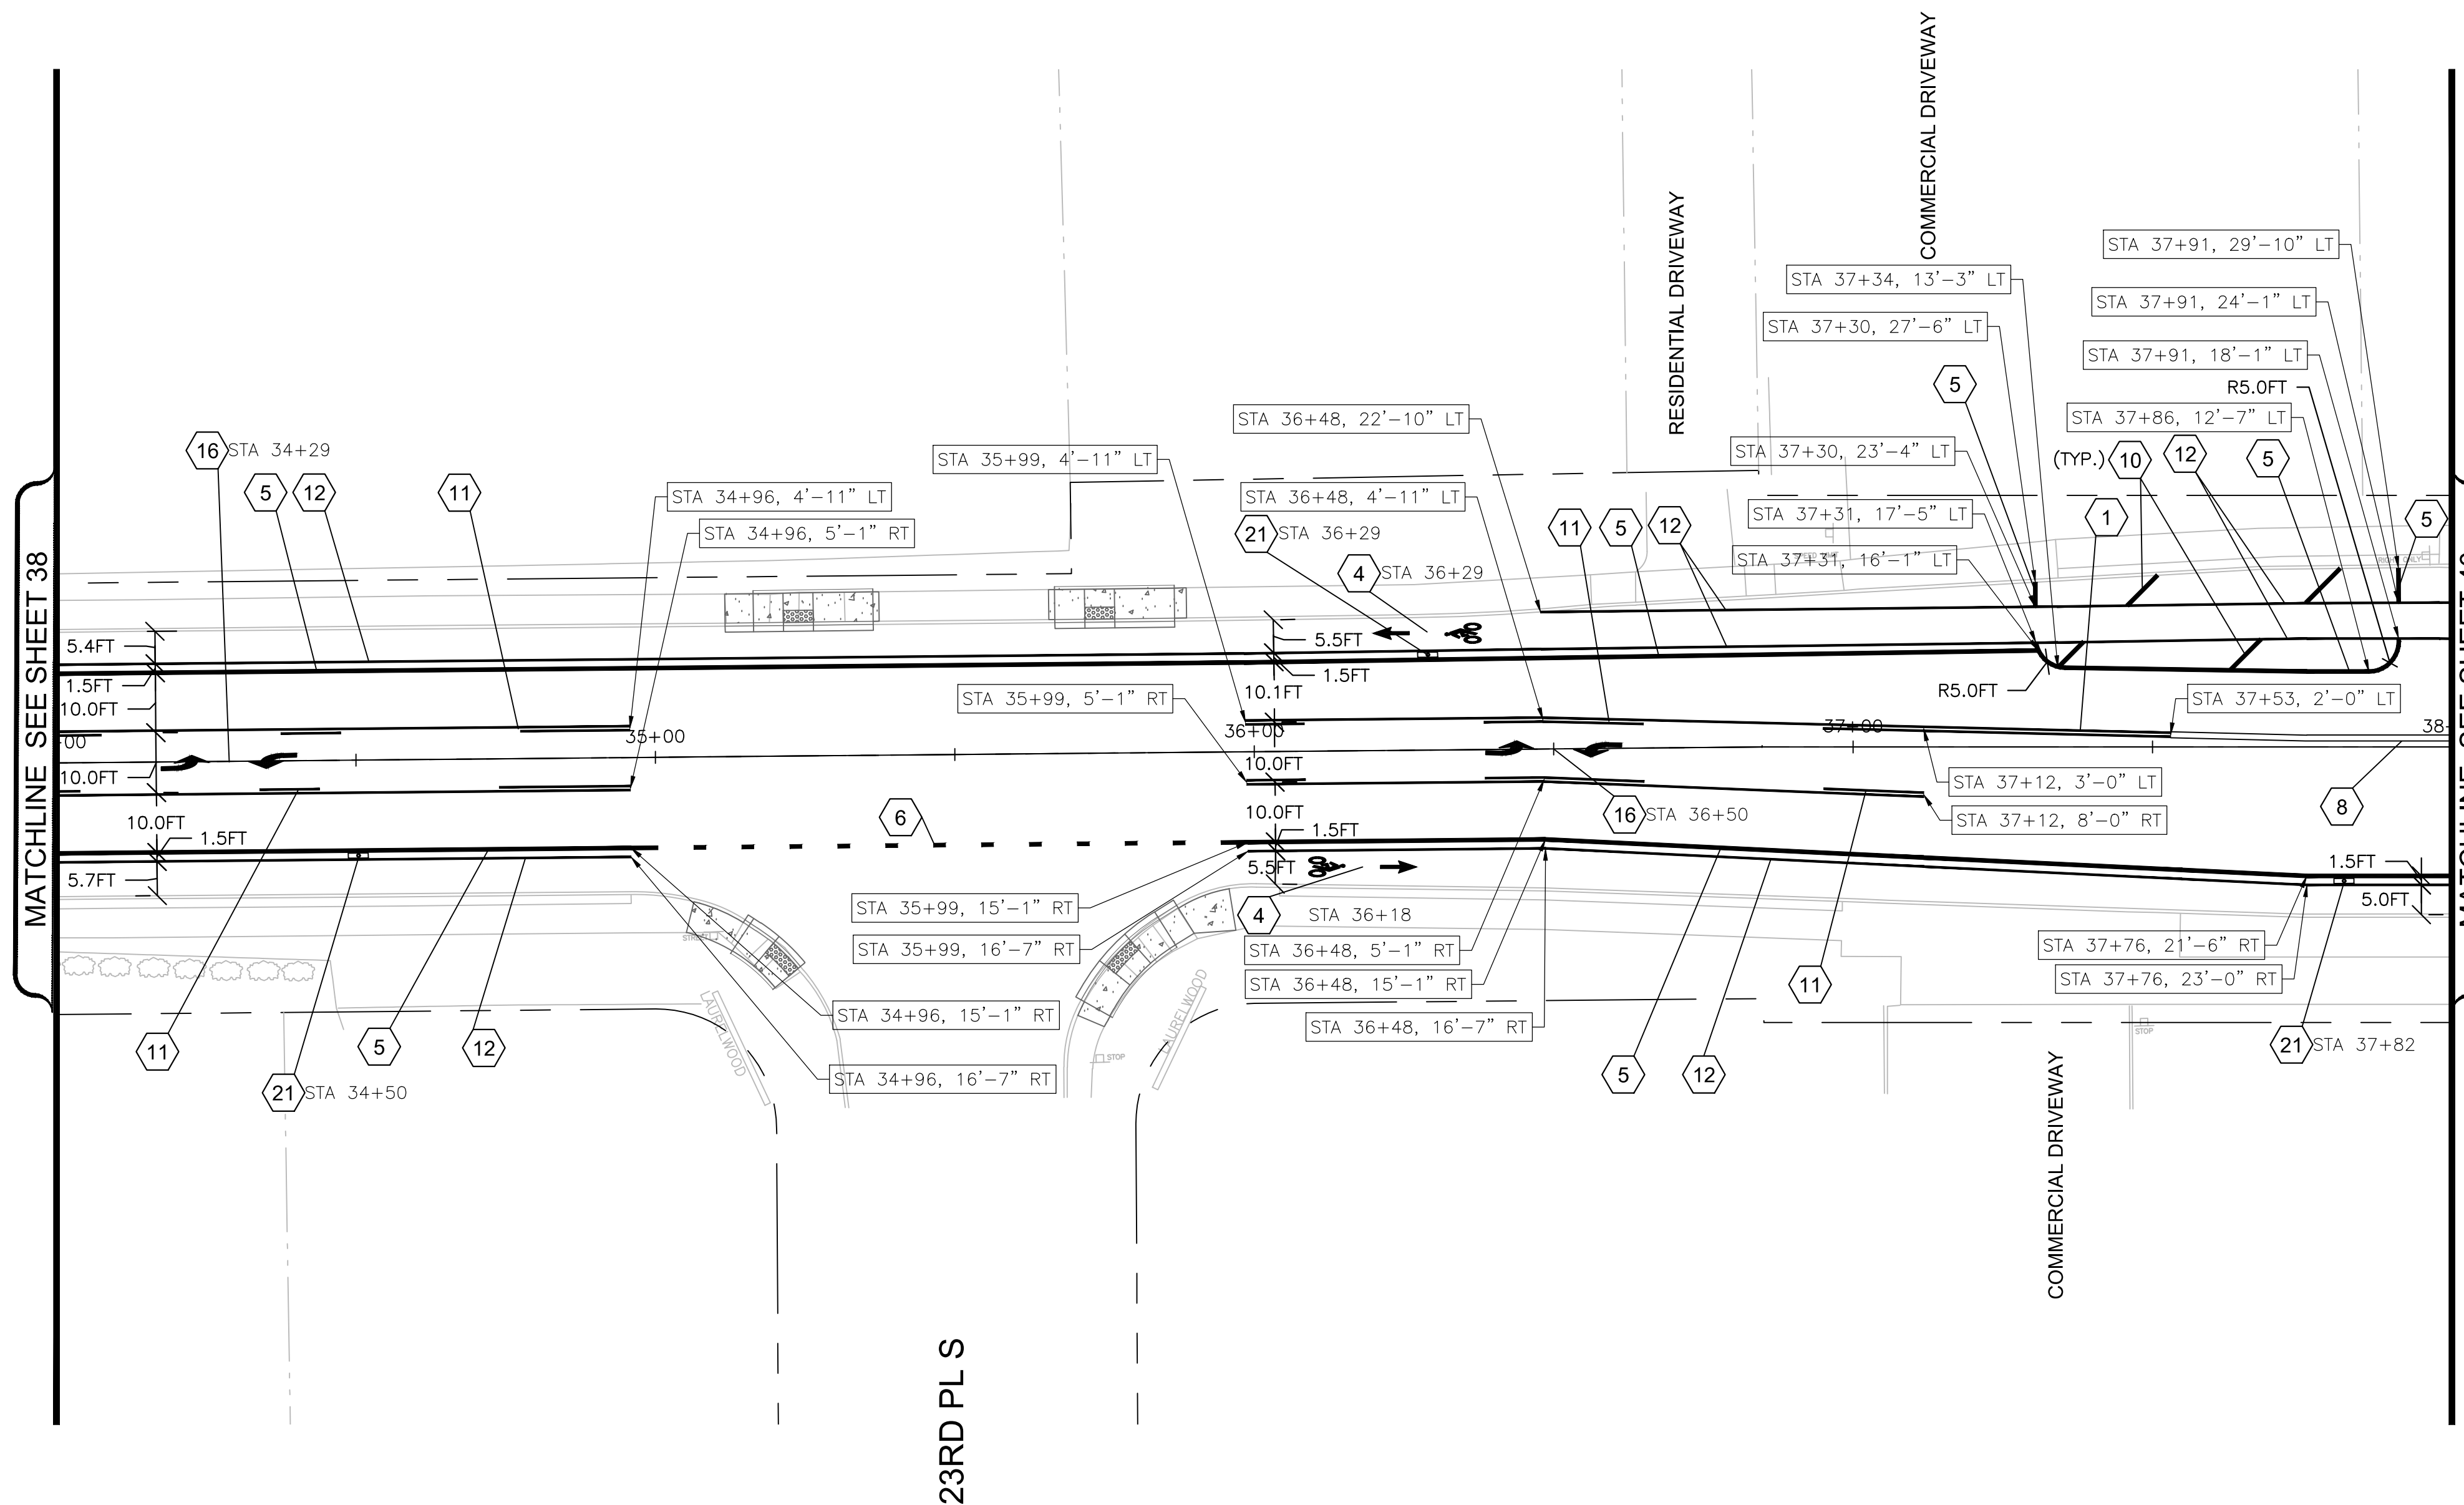 COMMERCIAL DRIVEWAY
RESIDENTIAL DRIVEWAY
STA 37+91, 29'-10" LT
STA 37+34, 13'-3" LT
STA 37+91, 24'-1" LT
STA 37+30, 27'-6" LT
STA 37+91, 18'-1" LT
R5.0FT
5
STA 37+86, 12'-7" LT
STA 36+48, 22'-10" LT
16 STA 34+29
STA 35+99, 4'-11" LT
STA 37+30, 23'-4" LT
(TYP.) 10
12
5
5
12
11
STA 34+96, 4'-11" LT
STA 36+48, 4'-11" LT
STA 37+31, 17'-5" LT
1
5
11
5
12
STA 34+96, 5'-1" RT
21 STA 36+29
STA 37+31, 16'-1" LT
RIGHT ONLY
4 STA 36+29
MATCHLINE SEE SHEET 38
5.4FT
5.5FT
1.5FT
1.5FT
10.0FT
10.1FT
STA 35+99, 5'-1" RT
R5.0FT
STA 37+53, 2'-0" LT
+00
35+00
36+00
37+00
38+
10.0FT
10.0FT
STA 37+12, 3'-0" LT
8
10.0FT
1.5FT
6
10.0FT
1.5FT
16 STA 36+50
STA 37+12, 8'-0" RT
5.7FT
5.5FT
1.5FT
5.0FT
STA 35+99, 15'-1" RT
4 STA 36+18
STA 35+99, 16'-7" RT
STA 36+48, 5'-1" RT
STA 37+76, 21'-6" RT
STA 36+48, 15'-1" RT
11
STA 37+76, 23'-0" RT
STA 34+96, 15'-1" RT
STA 36+48, 16'-7" RT
LAURELWOOD
LAURELWOOD
STOP
STOP
11
5
12
21 STA 34+50
STA 34+96, 16'-7" RT
5
12
21 STA 37+82
COMMERCIAL DRIVEWAY
23RD PL S